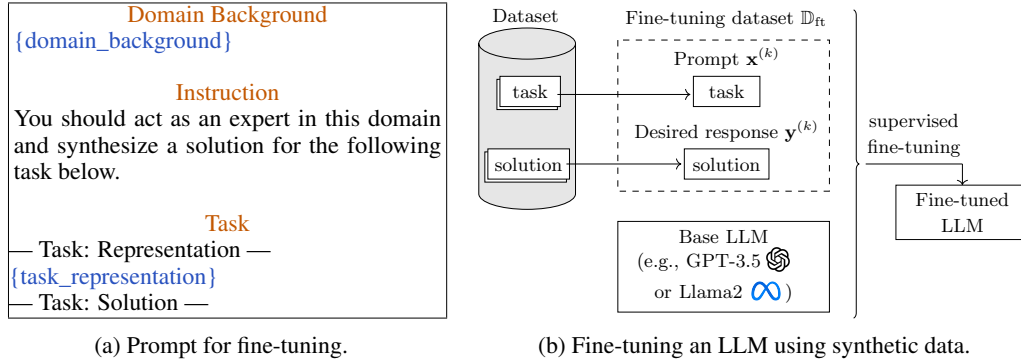 Domain Background
{domain_background}
Instruction
You should act as an expert in this domain
and synthesize a solution for the following
task below.
Task
— Task: Representation —
{task_representation}
— Task: Solution —
(a) Prompt for fine-tuning.
Dataset
task
solution
Fine-tuning dataset 𝔻ft
Prompt x^(k)
task
Desired response y^(k)
solution
Base LLM
(e.g., GPT-3.5
or Llama2 )
supervised
fine-tuning
Fine-tuned
LLM
(b) Fine-tuning an LLM using synthetic data.